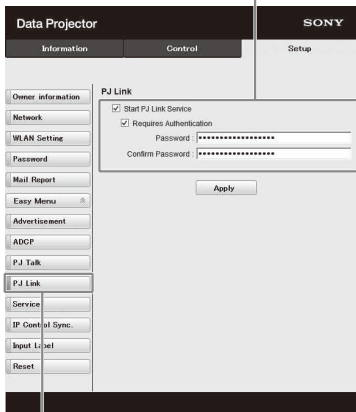 Data Projector
SONY
Information
Control
Setup
Owner information
Network
WLAN Setting
Password
Mail Report
Easy Menu
Advertisement
ADCP
PJ Talk
PJ Link
Service
IP Control Sync.
Input Label
Reset
PJ Link
Start PJ Link Service
Requires Authentication
Password : ••••••••••••••••••
Confirm Password : ••••••••••••••••••
Apply